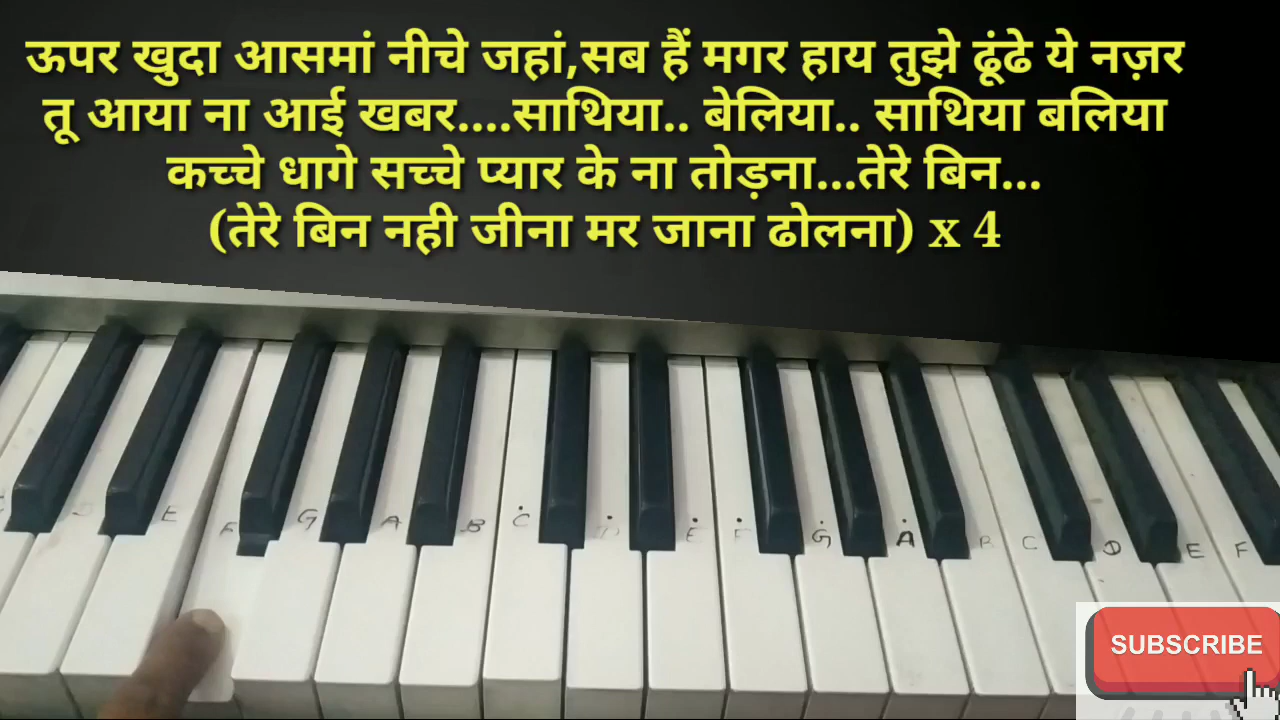 ऊपर खुदा आसमां नीचे जहां,सब हैं मगर हाय तुझे ढूंढे ये नज़र
तू आया ना आई खबर....साथिया.. बेलिया.. साथिया बलिया
कच्चे धागे सच्चे प्यार के ना तोड़ना...तेरे बिन...
(तेरे बिन नही जीना मर जाना ढोलना) x 4
D E F G A B C D E F G A B C D E F
SUBSCRIBE